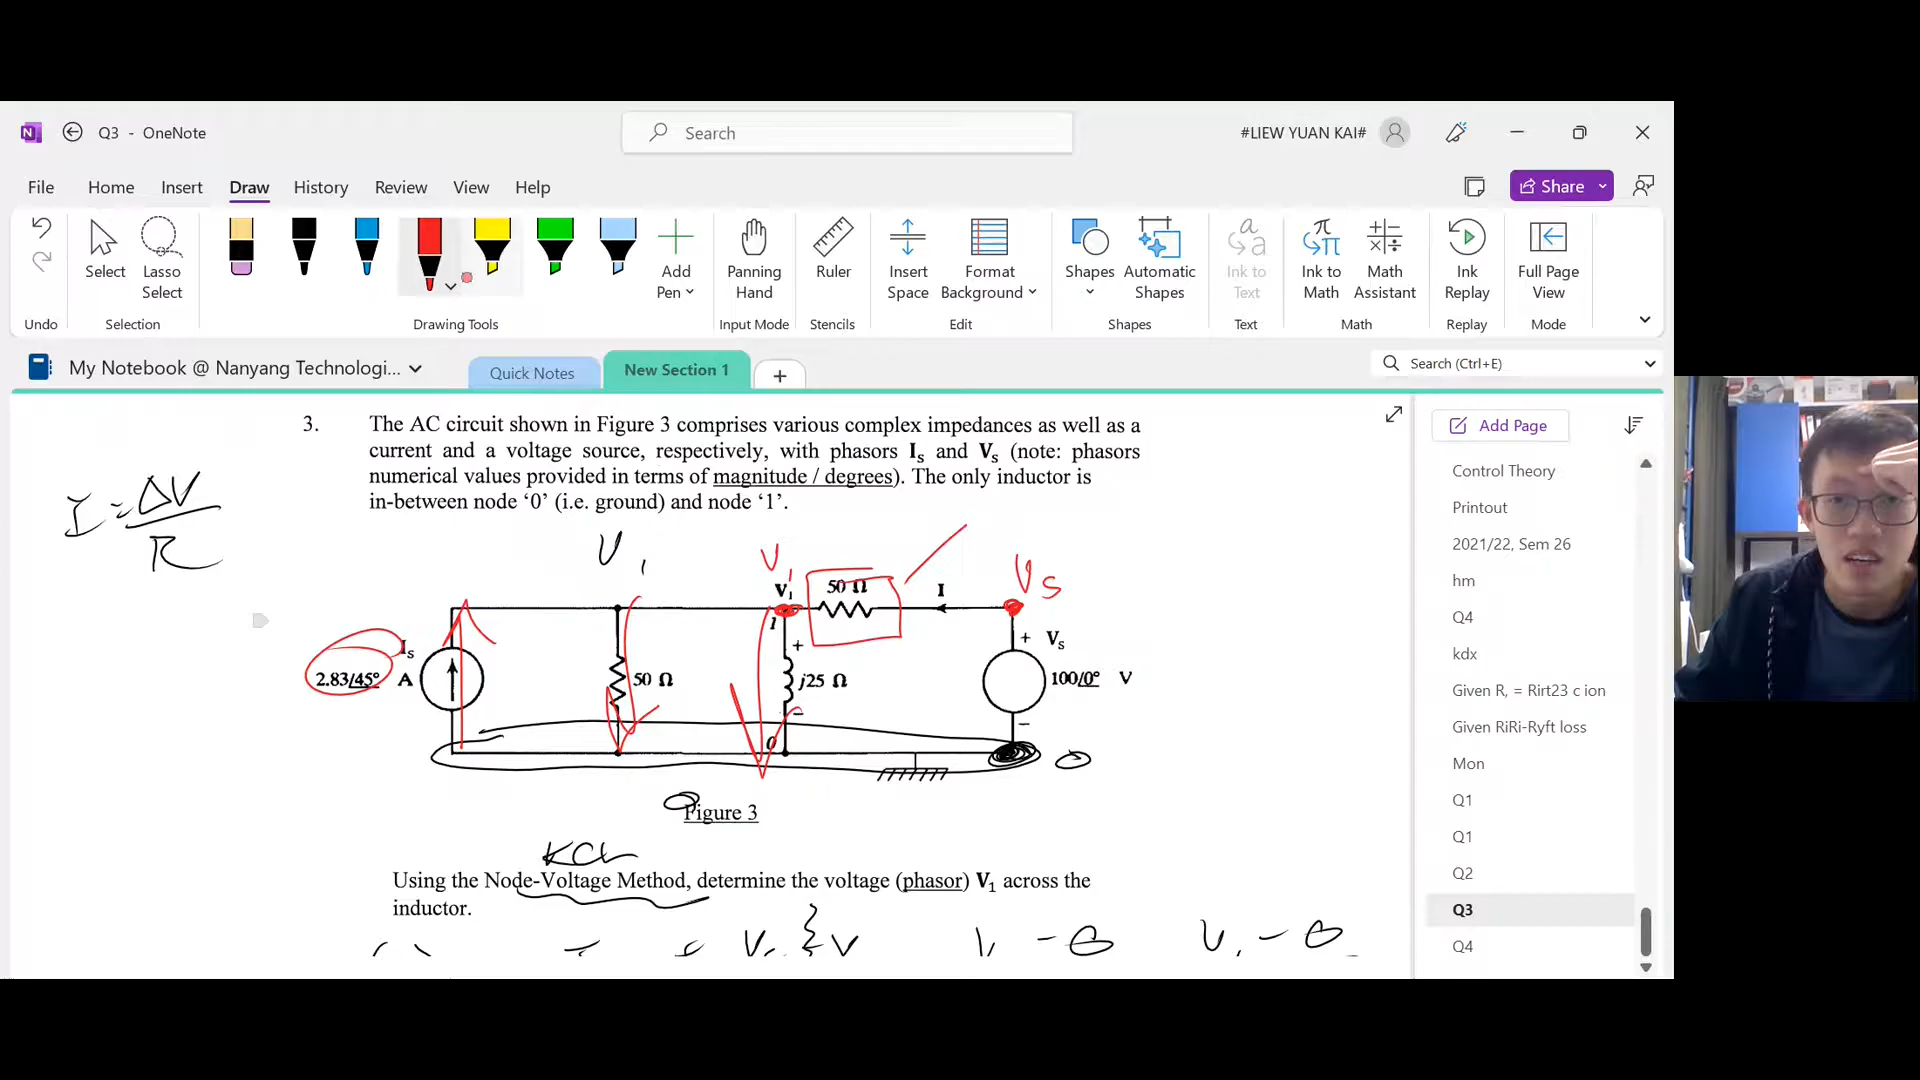 Q3 - OneNote
Search
#LIEW YUAN KAI#
File Home Insert Draw History Review View Help
Share
Select
Lasso Select
Add Pen
Panning Hand
Ruler
Insert Space
Format Background
Shapes
Automatic Shapes
Ink to Text
Ink to Math
Math Assistant
Ink Replay
Full Page View
Undo Selection Drawing Tools Input Mode Stencils Edit Shapes Text Math Replay Mode
My Notebook @ Nanyang Technologi...
Quick Notes
New Section 1
Search (Ctrl+E)
Add Page
Control Theory
Printout
2021/22, Sem 26
hm
Q4
kdx
Given R, = Rirt23 c ion
Given RiRi-Ryft loss
Mon
Q1
Q1
Q2
Q3
Q4
3. The AC circuit shown in Figure 3 comprises various complex impedances as well as a
current and a voltage source, respectively, with phasors Is and Vs (note: phasors
numerical values provided in terms of magnitude / degrees). The only inductor is
in-between node ‘0’ (i.e. ground) and node ‘1’.
I = ΔV / R
V1
V1
Vs
V1
50 Ω
I
1
+
+ Vs
Is
2.83/45° A
50 Ω
j25 Ω
100/0° V
-
-
0
0
Figure 3
KCL
Using the Node-Voltage Method, determine the voltage (phasor) V1 across the
inductor.